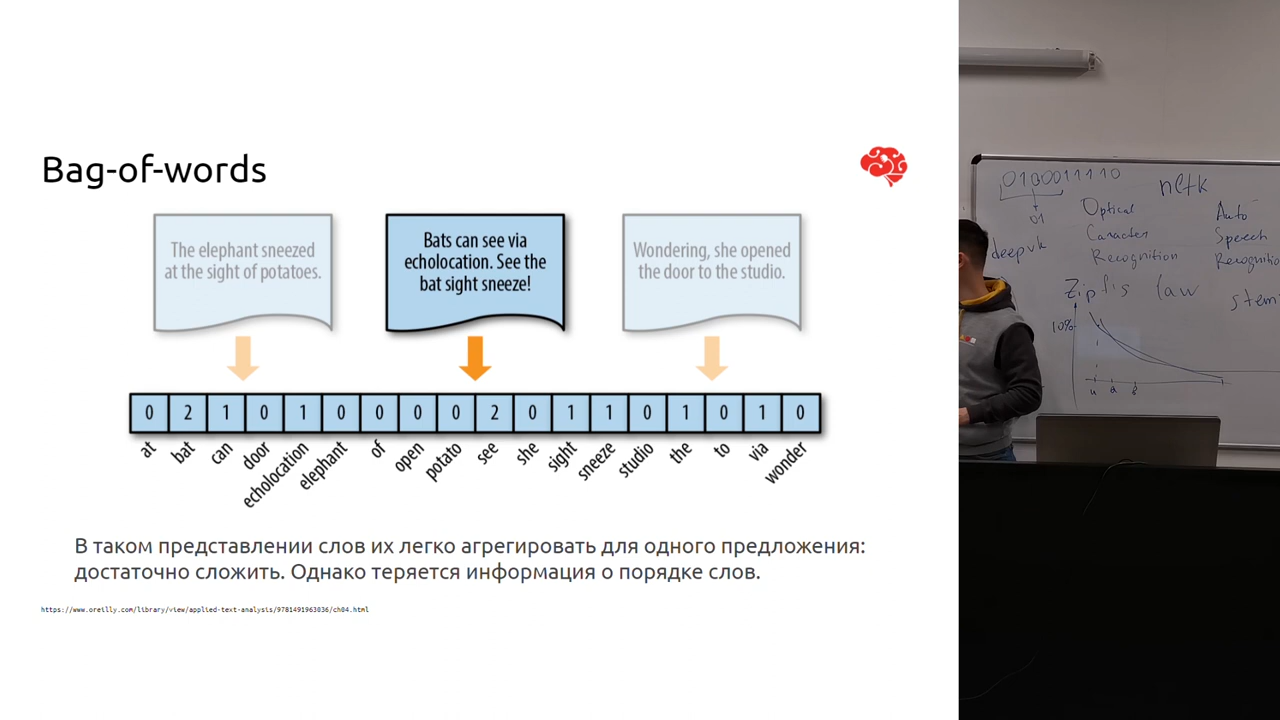 Bag-of-words
The elephant sneezed
at the sight of potatoes.
Bats can see via
echolocation. See the
bat sight sneeze!
Wondering, she opened
the door to the studio.
0 2 1 0 1 0 0 0 0 2 0 1 1 0 1 0 1 0
at bat can door echolocation elephant of open potato see she sight sneeze studio the to via wonder
В таком представлении слов их легко агрегировать для одного предложения:
достаточно сложить. Однако теряется информация о порядке слов.
https://www.oreilly.com/library/view/applied-text-analysis/9781491963036/ch04.html
0100011110
nltk
01
deepvk
Optical
Caracter
Recognition
Auto
Speech
Recognitio
Zipf's law
stem
10%